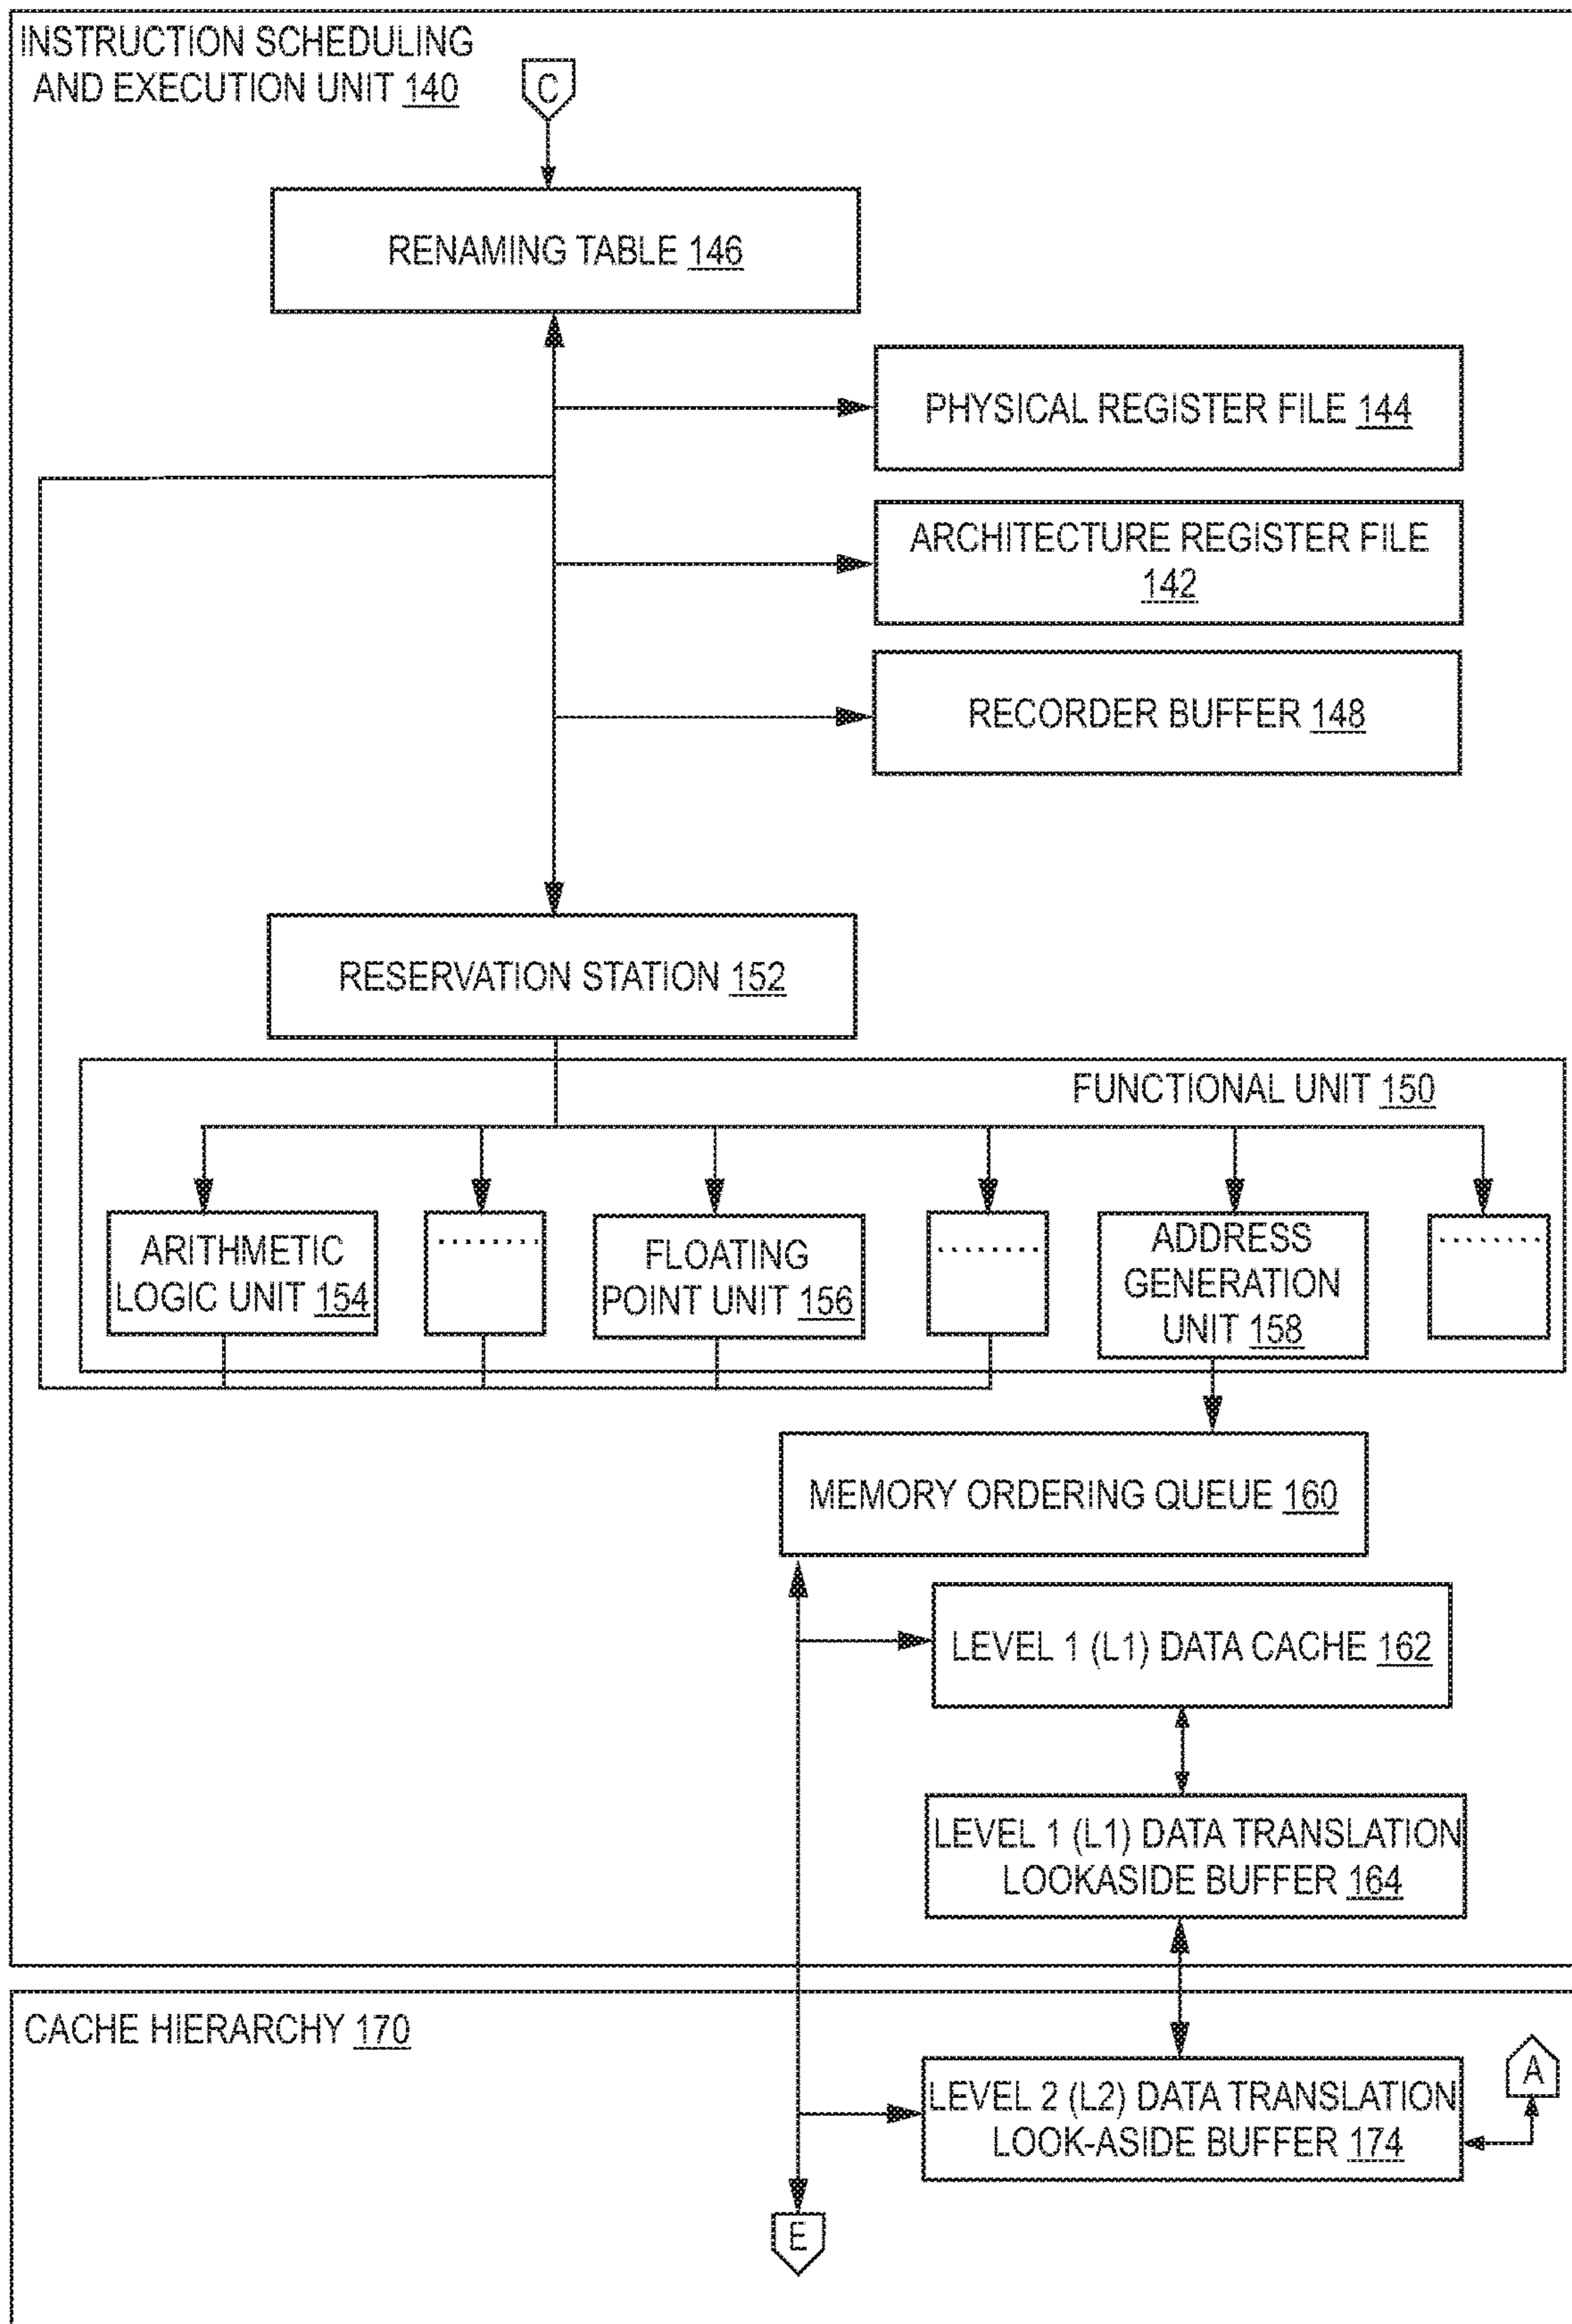 INSTRUCTION SCHEDULING
AND EXECUTION UNIT 140
C
RENAMING TABLE 146
PHYSICAL REGISTER FILE 144
ARCHITECTURE REGISTER FILE
142
RECORDER BUFFER 148
RESERVATION STATION 152
FUNCTIONAL UNIT 150
ARITHMETIC
LOGIC UNIT 154
FLOATING
POINT UNIT 156
ADDRESS
GENERATION
UNIT 158
MEMORY ORDERING QUEUE 160
LEVEL 1 (L1) DATA CACHE 162
LEVEL 1 (L1) DATA TRANSLATION
LOOKASIDE BUFFER 164
CACHE HIERARCHY 170
A
LEVEL 2 (L2) DATA TRANSLATION
LOOK-ASIDE BUFFER 174
E